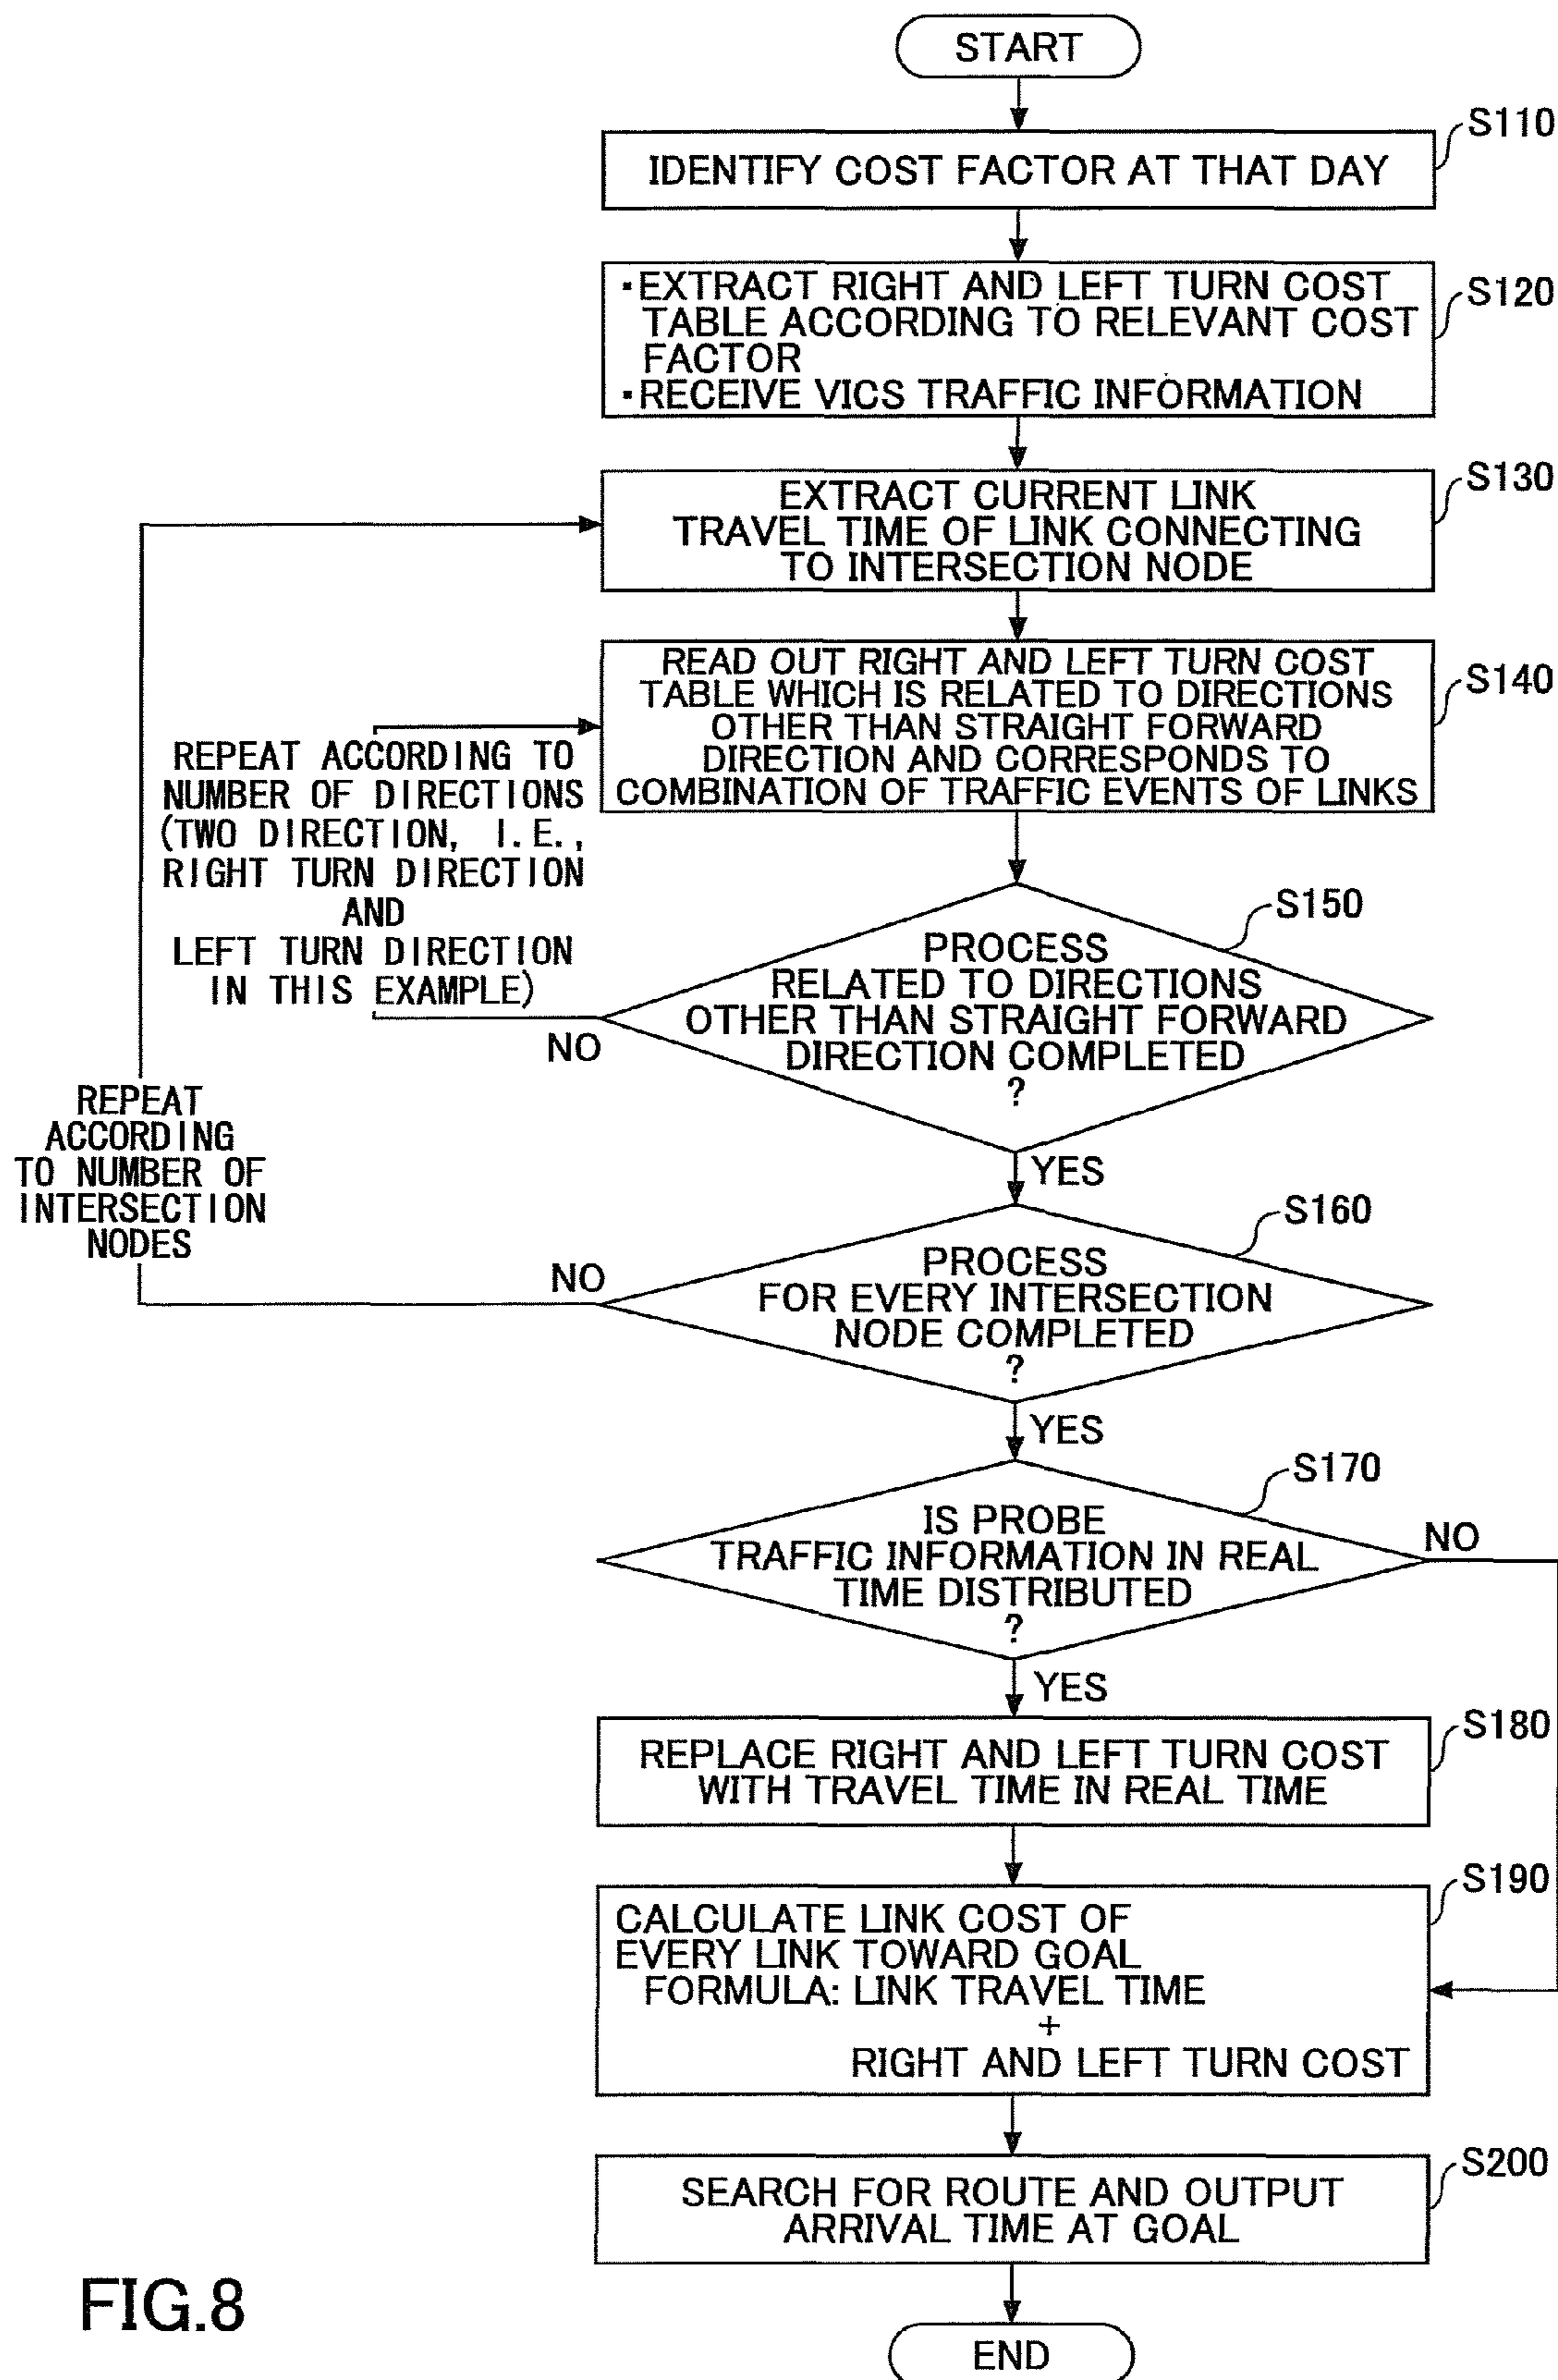 START
S110
IDENTIFY COST FACTOR AT THAT DAY
S120
▪EXTRACT RIGHT AND LEFT TURN COST
TABLE ACCORDING TO RELEVANT COST
FACTOR
▪RECEIVE VICS TRAFFIC INFORMATION
S130
EXTRACT CURRENT LINK
TRAVEL TIME OF LINK CONNECTING
TO INTERSECTION NODE
S140
READ OUT RIGHT AND LEFT TURN COST
TABLE WHICH IS RELATED TO DIRECTIONS
OTHER THAN STRAIGHT FORWARD
DIRECTION AND CORRESPONDS TO
COMBINATION OF TRAFFIC EVENTS OF LINKS
REPEAT ACCORDING TO
NUMBER OF DIRECTIONS
(TWO DIRECTION, I.E.,
RIGHT TURN DIRECTION
AND
LEFT TURN DIRECTION
IN THIS EXAMPLE)
S150
PROCESS
RELATED TO DIRECTIONS
OTHER THAN STRAIGHT FORWARD
DIRECTION COMPLETED
?
NO
YES
REPEAT
ACCORDING
TO NUMBER OF
INTERSECTION
NODES
S160
PROCESS
FOR EVERY INTERSECTION
NODE COMPLETED
?
NO
YES
S170
IS PROBE
TRAFFIC INFORMATION IN REAL
TIME DISTRIBUTED
?
NO
YES
S180
REPLACE RIGHT AND LEFT TURN COST
WITH TRAVEL TIME IN REAL TIME
S190
CALCULATE LINK COST OF
EVERY LINK TOWARD GOAL
FORMULA: LINK TRAVEL TIME
+
RIGHT AND LEFT TURN COST
S200
SEARCH FOR ROUTE AND OUTPUT
ARRIVAL TIME AT GOAL
END
FIG.8